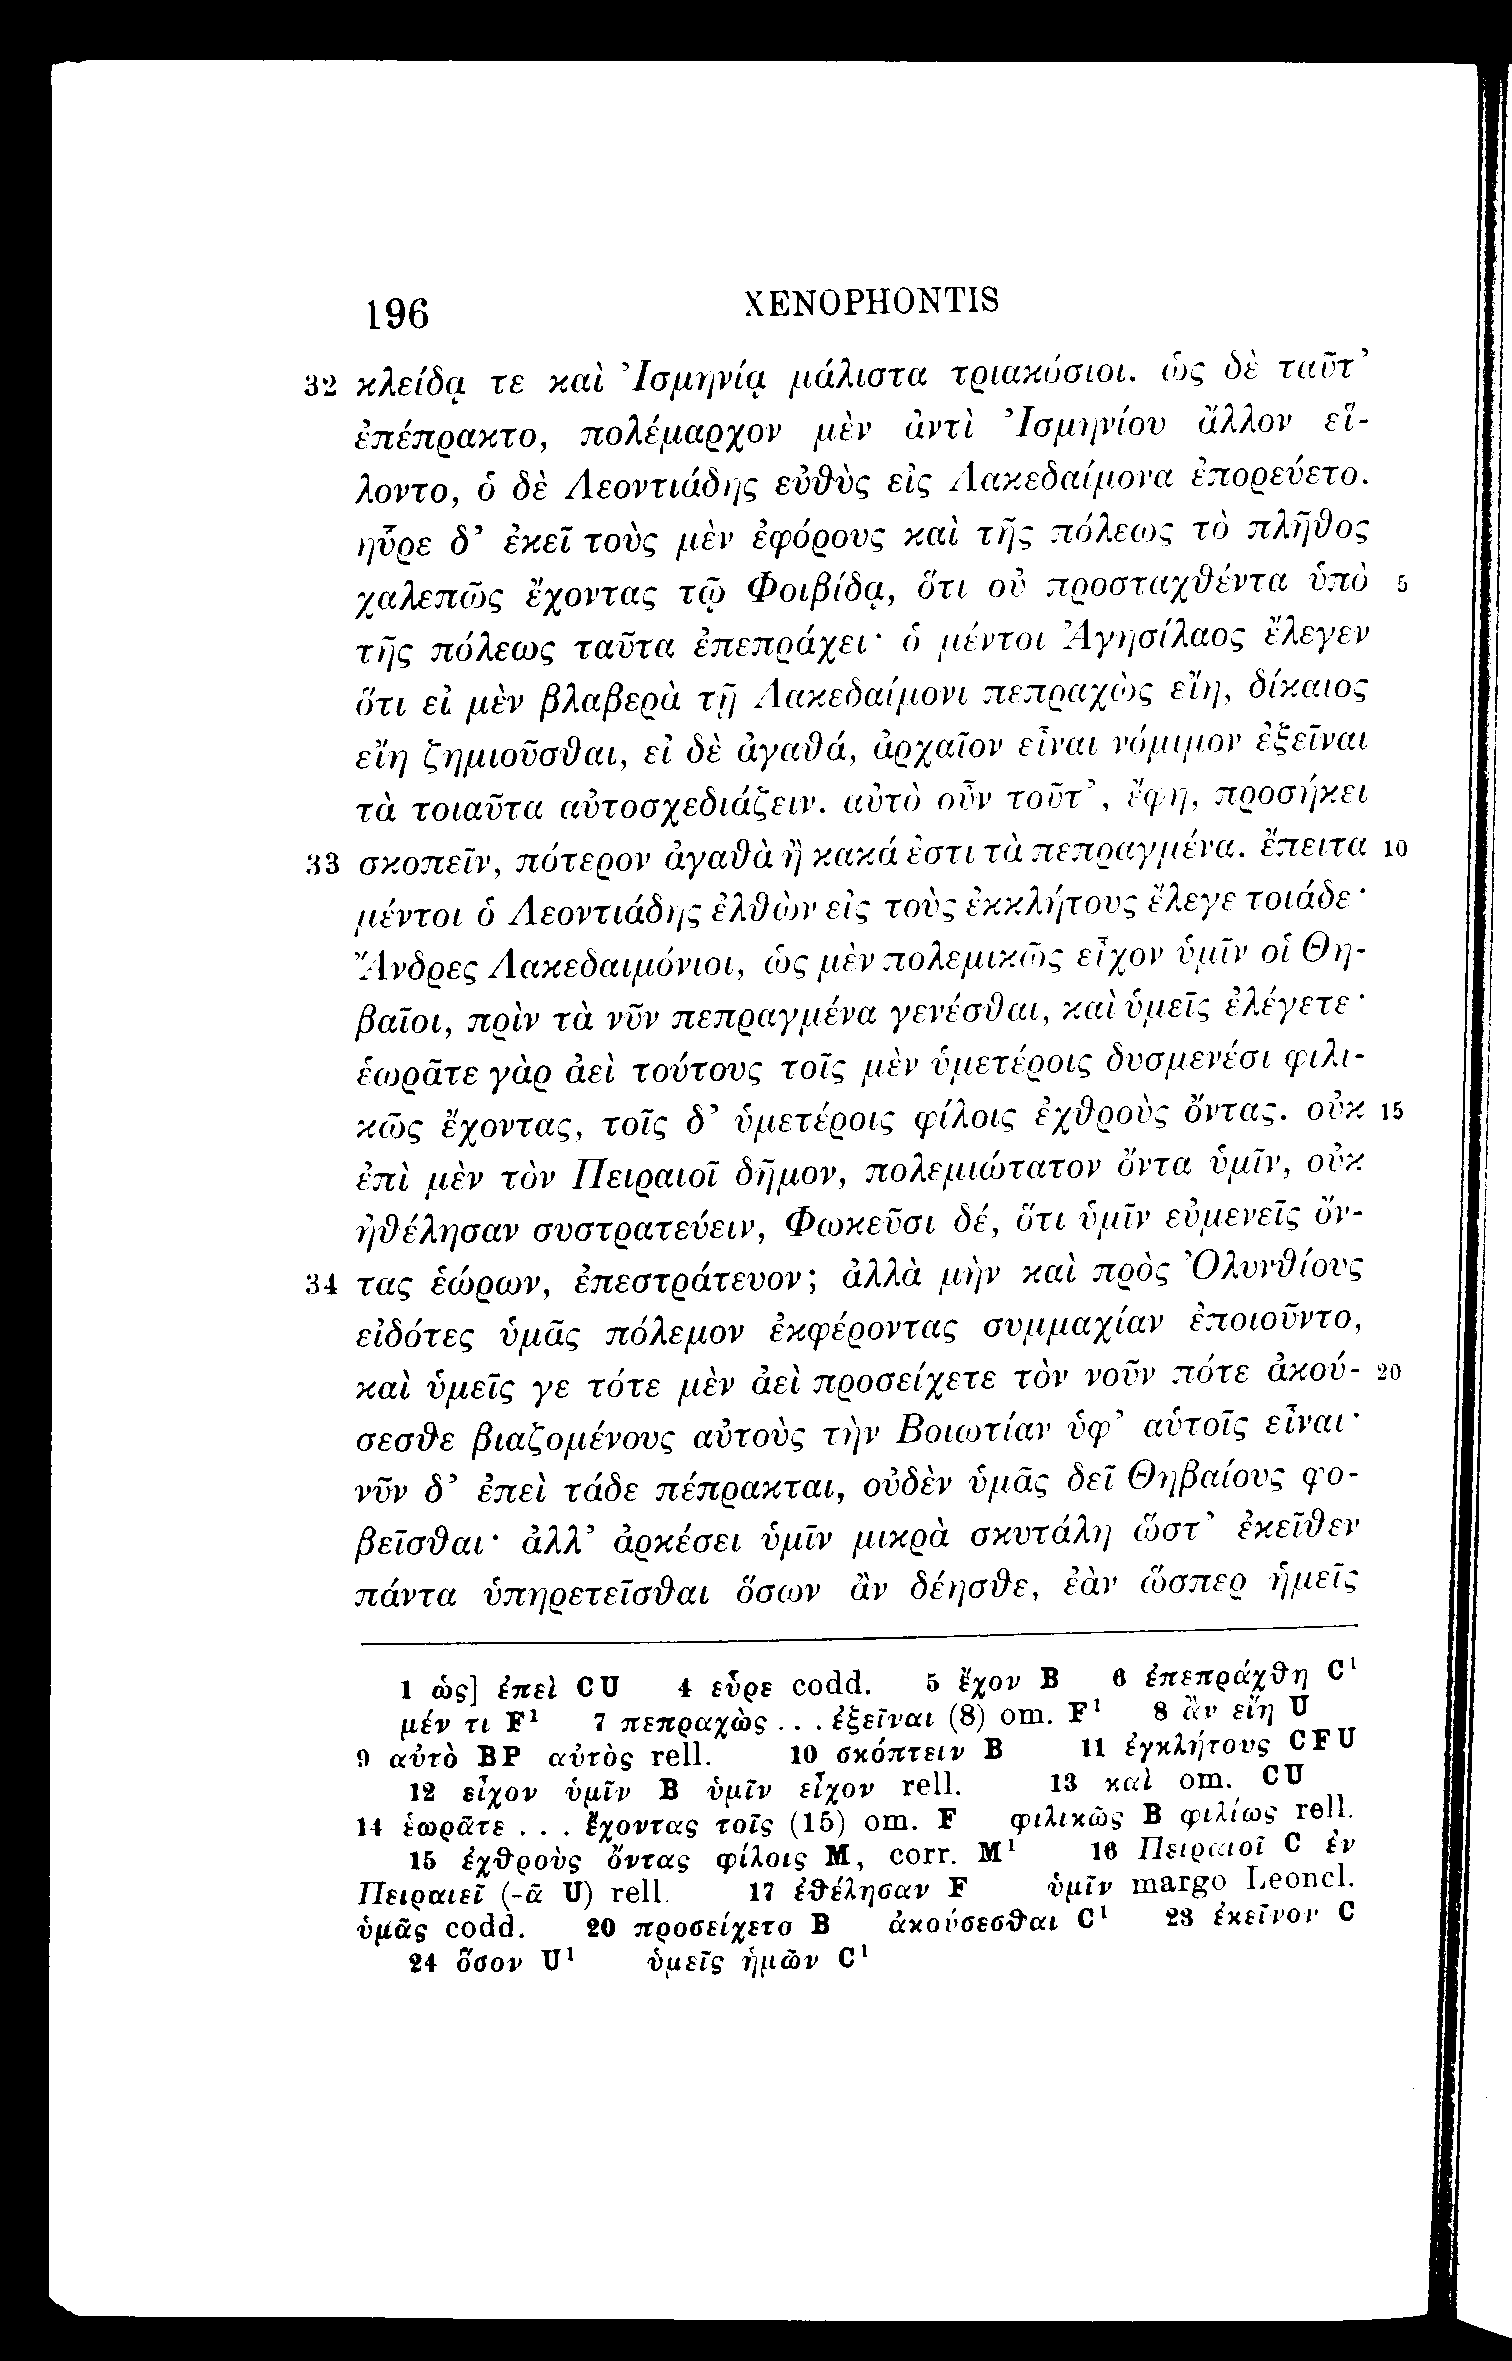 196 XENOPHONTIS
32 κλείδᾳ τε καὶ Ἰσμηνίᾳ μάλιστα τριακόσιοι. ὡς δὲ ταῦτ’
ἐπέπρακτο, πολέμαρχον μὲν ἀντὶ Ἰσμηνίου ἄλλον εἵ-
λοντο, ὁ δὲ Λεοντιάδης εὐθὺς εἰς Λακεδαίμονα ἐπορεύετο.
ηὗρε δ’ ἐκεῖ τοὺς μὲν ἐφόρους καὶ τῆς πόλεως τὸ πλῆθος
χαλεπῶς ἔχοντας τῷ Φοιβίδᾳ, ὅτι οὐ προσταχθέντα ὑπὸ 5
τῆς πόλεως ταῦτα ἐπεπράχει· ὁ μέντοι Ἀγησίλαος ἔλεγεν
ὅτι εἰ μὲν βλαβερὰ τῇ Λακεδαίμονι πεπραχὼς εἴη, δίκαιος
εἴη ζημιοῦσθαι, εἰ δὲ ἀγαθά, ἀρχαῖον εἶναι νόμιμον ἐξεῖναι
τὰ τοιαῦτα αὐτοσχεδιάζειν. αὐτὸ οὖν τοῦτ’, ἔφη, προσήκει
33 σκοπεῖν, πότερον ἀγαθὰ ἢ κακά ἐστι τὰ πεπραγμένα. ἔπειτα 10
μέντοι ὁ Λεοντιάδης ἐλθὼν εἰς τοὺς ἐκκλήτους ἔλεγε τοιάδε·
Ἄνδρες Λακεδαιμόνιοι, ὡς μὲν πολεμικῶς εἶχον ὑμῖν οἱ Θη-
βαῖοι, πρὶν τὰ νῦν πεπραγμένα γενέσθαι, καὶ ὑμεῖς ἐλέγετε·
ἑωρᾶτε γὰρ ἀεὶ τούτους τοῖς μὲν ὑμετέροις δυσμενέσι φιλι-
κῶς ἔχοντας, τοῖς δ’ ὑμετέροις φίλοις ἐχθροὺς ὄντας. οὐκ 15
ἐπὶ μὲν τὸν Πειραιοῖ δῆμον, πολεμιώτατον ὄντα ὑμῖν, οὐκ
ἠθέλησαν συστρατεύειν, Φωκεῦσι δέ, ὅτι ὑμῖν εὐμενεῖς ὄν-
34 τας ἑώρων, ἐπεστράτευον; ἀλλὰ μὴν καὶ πρὸς Ὀλυνθίους
εἰδότες ὑμᾶς πόλεμον ἐκφέροντας συμμαχίαν ἐποιοῦντο,
καὶ ὑμεῖς γε τότε μὲν ἀεὶ προσείχετε τὸν νοῦν πότε ἀκού- 20
σεσθε βιαζομένους αὐτοὺς τὴν Βοιωτίαν ὑφ’ αὑτοῖς εἶναι·
νῦν δ’ ἐπεὶ τάδε πέπρακται, οὐδὲν ὑμᾶς δεῖ Θηβαίους φο-
βεῖσθαι· ἀλλ’ ἀρκέσει ὑμῖν μικρὰ σκυτάλη ὥστ’ ἐκεῖθεν
πάντα ὑπηρετεῖσθαι ὅσων ἂν δέησθε, ἐὰν ὥσπερ ἡμεῖς
1 ὡς] ἐπεὶ CU 4 εὗρε codd. 5 ἔχον B 6 ἐπεπράχθη C¹
μέν τι F¹ 7 πεπραχὼς . . . ἐξεῖναι (8) om. F¹ 8 ἂν εἴη U
9 αὐτὸ BP αὐτὸς rell. 10 σκόπτειν B 11 ἐγκλήτους CFU
12 εἶχον ὑμῖν B ὑμῖν εἶχον rell. 13 καὶ om. CU
14 ἑωρᾶτε . . . ἔχοντας τοῖς (15) om. F φιλικῶς B φιλίως rell.
15 ἐχθροὺς ὄντας φίλοις M, corr. M¹ 16 Πειραιοῖ C ἐν
Πειραιεῖ (-ᾶ U) rell. 17 ἐθέλησαν F ὑμῖν margo Leoncl.
ὑμᾶς codd. 20 προσείχετο B ἀκούσεσθαι C¹ 23 ἐκεῖνον C
24 ὅσον U¹ ὑμεῖς ἡμῶν C¹